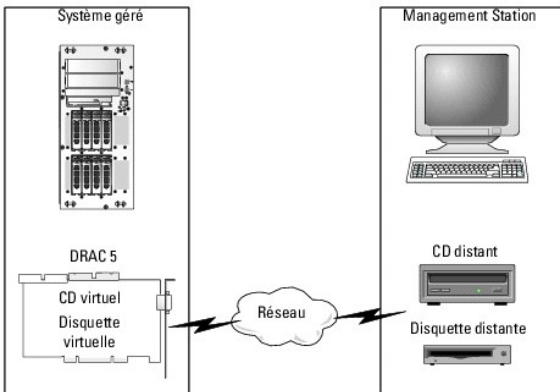 Système géré
Management Station
DRAC 5
CD virtuel
Disquette
virtuelle
Réseau
CD distant
Disquette distante